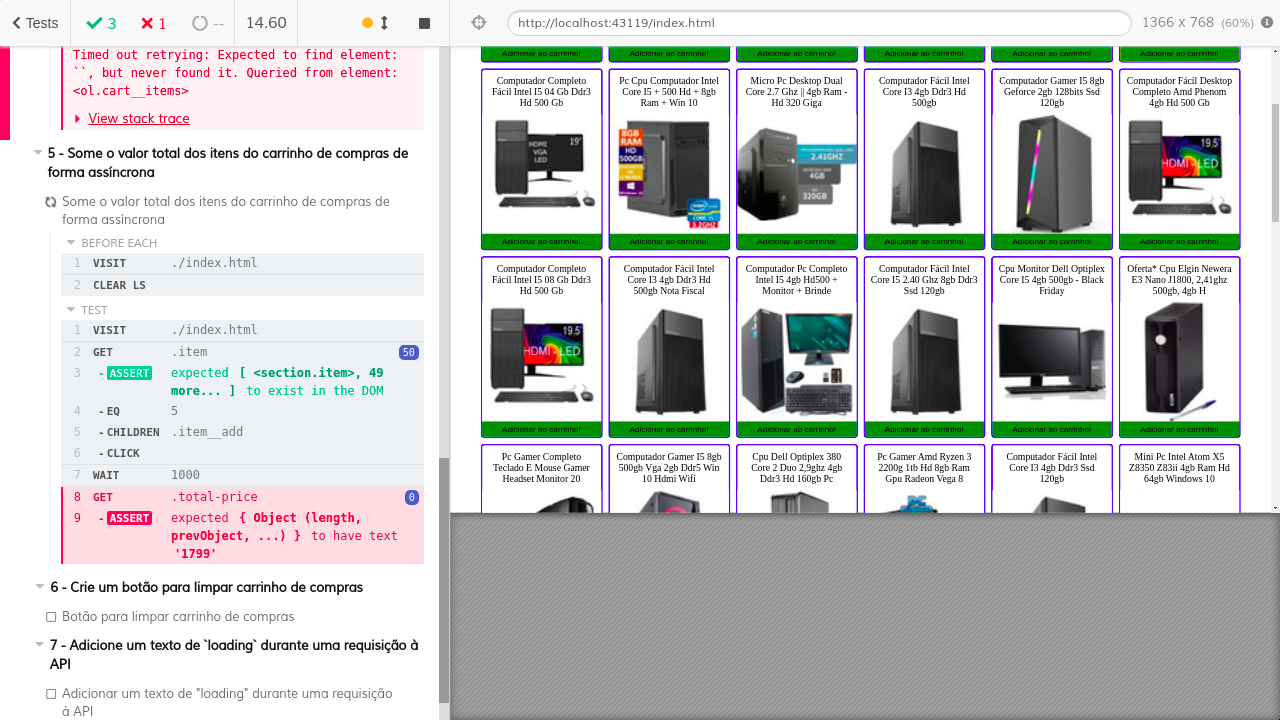 Tests
3
1
--
14.60
http://localhost:43119/index.html
1366 x 768 (60%)
Timed out retrying: Expected to find element:
``, but never found it. Queried from element:
<ol.cart__items>
View stack trace
5 - Some o valor total dos itens do carrinho de compras de
forma assíncrona
Some o valor total dos itens do carrinho de compras de
forma assíncrona
BEFORE EACH
1 VISIT ./index.html
2 CLEAR LS
TEST
1 VISIT ./index.html
2 GET .item 50
3 - ASSERT expected [ <section.item>, 49
more... ] to exist in the DOM
4 - EQ 5
5 - CHILDREN .item__add
6 - CLICK
7 WAIT 1000
8 GET .total-price 0
9 - ASSERT expected { Object (length,
prevObject, ...) } to have text
'1799'
6 - Crie um botão para limpar carrinho de compras
Botão para limpar carrinho de compras
7 - Adicione um texto de `loading` durante uma requisição à
API
Adicionar um texto de "loading" durante uma requisição
à API
Adicionar ao carrinho! Adicionar ao carrinho! Adicionar ao carrinho! Adicionar ao carrinho! Adicionar ao carrinho! Adicionar ao carrinho!
Computador Completo
Fácil Intel I5 04 Gb Ddr3
Hd 500 Gb
19'
HDMI
VGA
LED
Adicionar ao carrinho!
Pc Cpu Computador Intel
Core I5 + 500 Hd + 8gb
Ram + Win 10
8GB
RAM
HD
500GB
Adicionar ao carrinho!
Micro Pc Desktop Dual
Core 2.7 Ghz || 4gb Ram -
Hd 320 Giga
2.41GHZ
4GB
320GB
Adicionar ao carrinho!
Computador Fácil Intel
Core I3 4gb Ddr3 Hd
500gb
Adicionar ao carrinho!
Computador Gamer I5 8gb
Geforce 2gb 128bits Ssd
120gb
Adicionar ao carrinho!
Computador Fácil Desktop
Completo Amd Phenom
4gb Hd 500 Gb
19,5"
HDMI - LED
Adicionar ao carrinho!
Computador Completo
Fácil Intel I5 08 Gb Ddr3
Hd 500 Gb
19,5"
HDMI - LED
Adicionar ao carrinho!
Computador Fácil Intel
Core I3 4gb Ddr3 Hd
500gb Nota Fiscal
Adicionar ao carrinho!
Computador Pc Completo
Intel I5 4gb Hd500 +
Monitor + Brinde
Adicionar ao carrinho!
Computador Fácil Intel
Core I5 2.40 Ghz 8gb Ddr3
Ssd 120gb
Adicionar ao carrinho!
Cpu Monitor Dell Optiplex
Core I5 4gb 500gb - Black
Friday
Adicionar ao carrinho!
Oferta* Cpu Elgin Newera
E3 Nano J1800, 2,41ghz
500gb, 4gb H
Adicionar ao carrinho!
Pc Gamer Completo
Teclado E Mouse Gamer
Headset Monitor 20
Computador Gamer I5 8gb
500gb Vga 2gb Ddr5 Win
10 Hdmi Wifi
Cpu Dell Optiplex 380
Core 2 Duo 2,9ghz 4gb
Ddr3 Hd 160gb Pc
Pc Gamer Amd Ryzen 3
2200g 1tb Hd 8gb Ram
Gpu Radeon Vega 8
Computador Fácil Intel
Core I3 4gb Ddr3 Ssd
120gb
Mini Pc Intel Atom X5
Z8350 Z83ii 4gb Ram Hd
64gb Windows 10